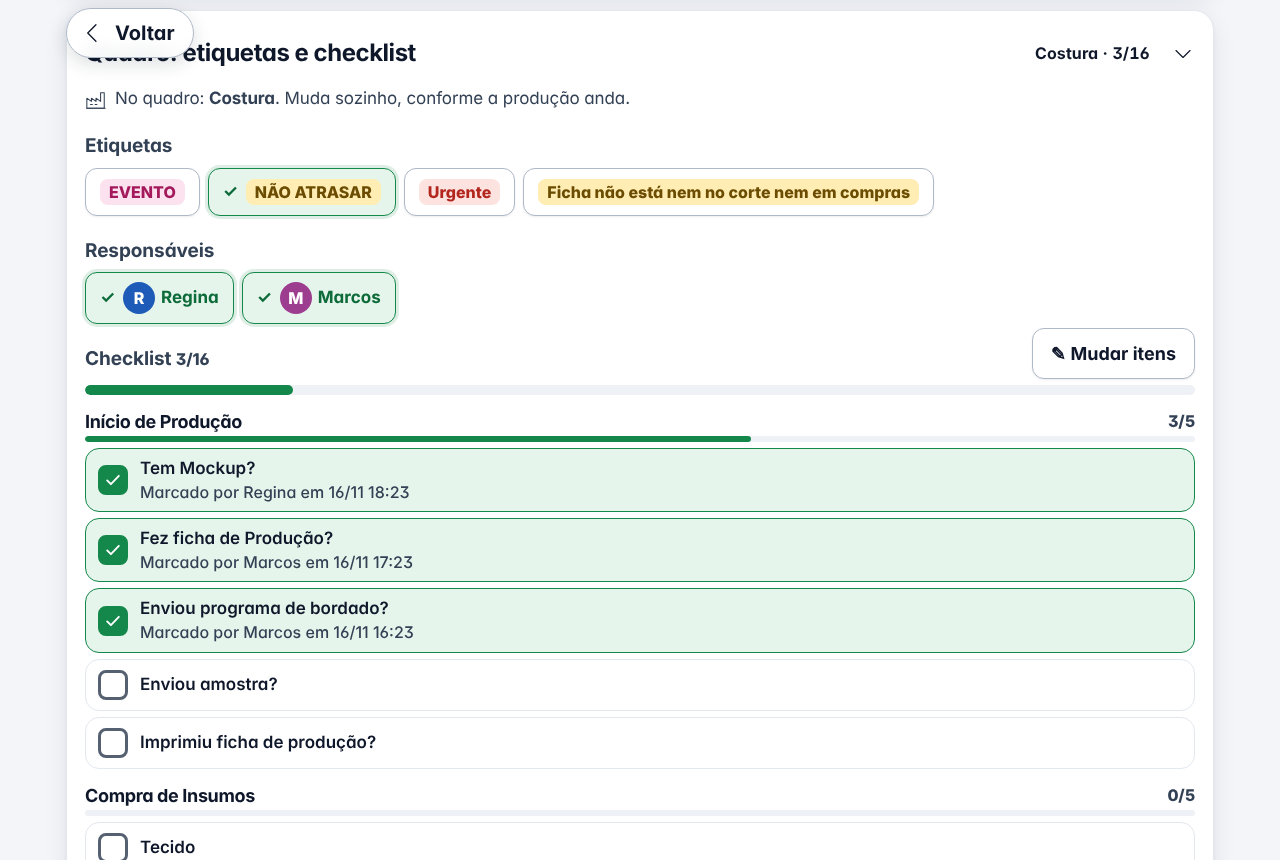 Voltar
etiquetas e checklist
Costura · 3/16
No quadro: Costura. Muda sozinho, conforme a produção anda.
Etiquetas
EVENTO
NÃO ATRASAR
Urgente
Ficha não está nem no corte nem em compras
Responsáveis
R Regina
M Marcos
Checklist 3/16
✎ Mudar itens
Início de Produção
3/5
Tem Mockup?
Marcado por Regina em 16/11 18:23
Fez ficha de Produção?
Marcado por Marcos em 16/11 17:23
Enviou programa de bordado?
Marcado por Marcos em 16/11 16:23
Enviou amostra?
Imprimiu ficha de produção?
Compra de Insumos
0/5
Tecido